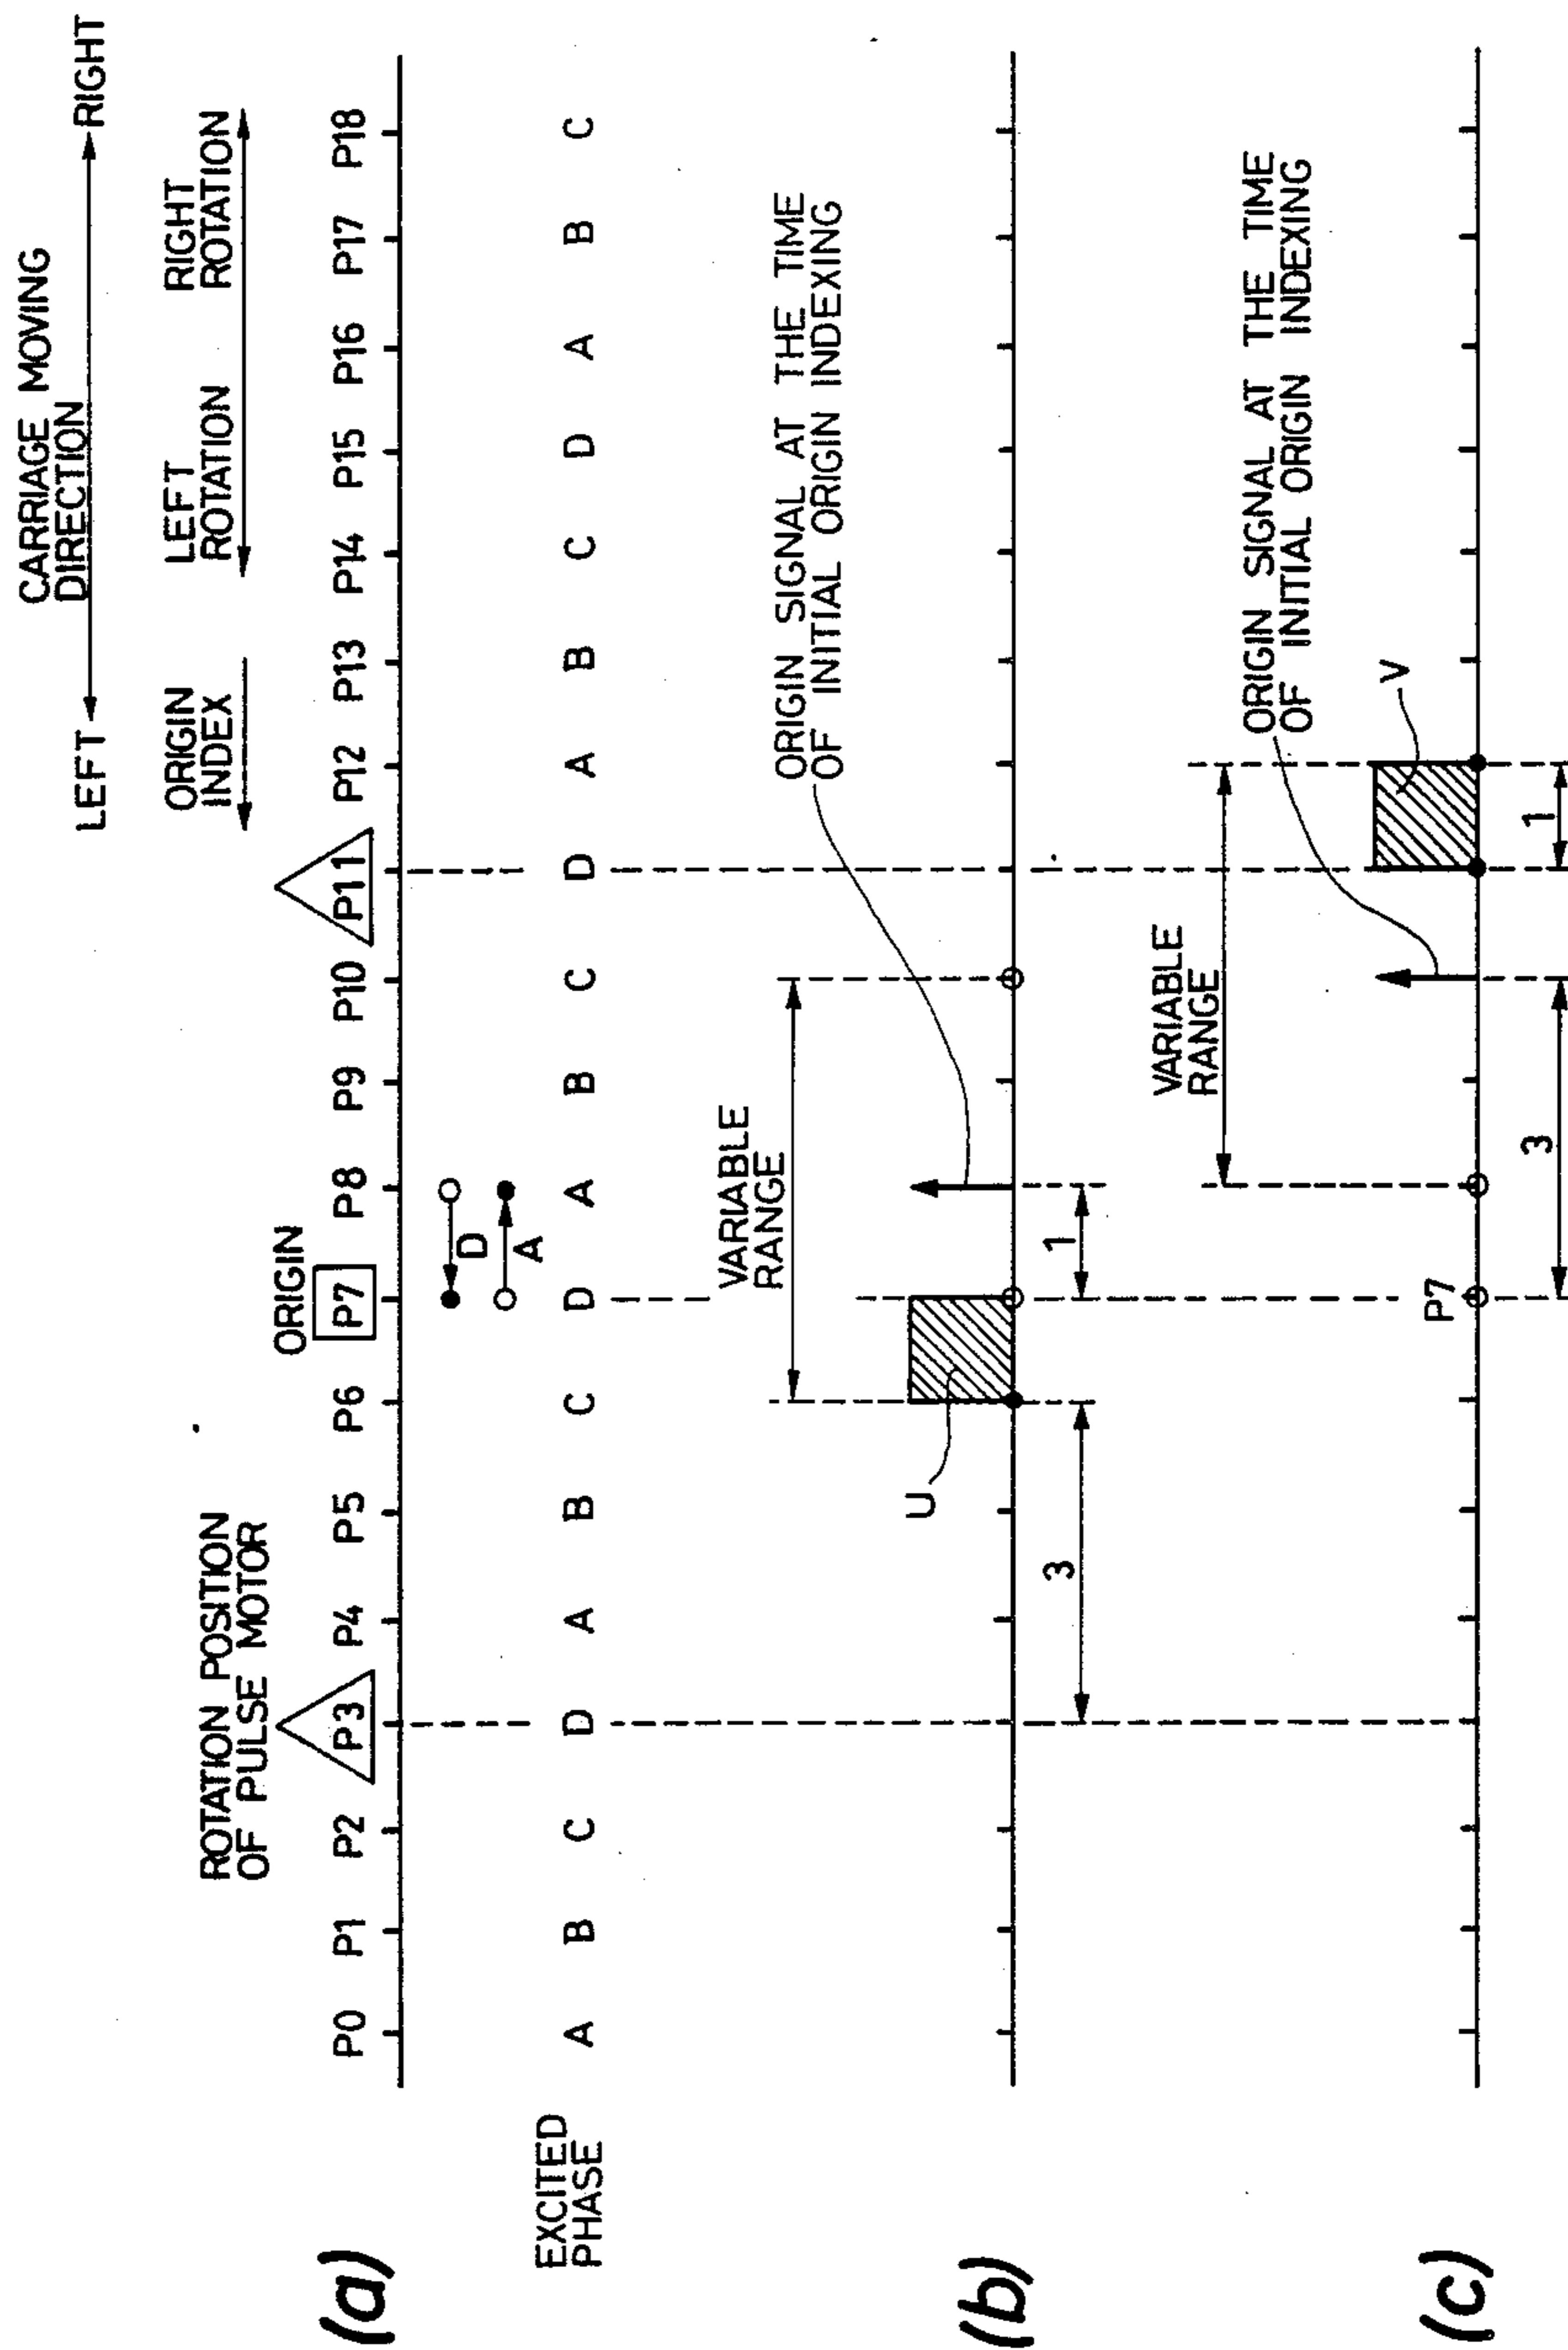 CARRIAGE MOVING
DIRECTION
LEFT
RIGHT
ROTATION POSITION
OF PULSE MOTOR
ORIGIN
INDEX
LEFT
ROTATION
RIGHT
ROTATION
ORIGIN
(a)
P0 P1 P2 P3 P4 P5 P6 P7 P8 P9 P10 P11 P12 P13 P14 P15 P16 P17 P18
D
A
EXCITED
PHASE
A B C D A B C D A B C D A B C D A B C
VARIABLE
RANGE
ORIGIN SIGNAL AT THE TIME
OF INITIAL ORIGIN INDEXING
U
(b)
3
1
VARIABLE
RANGE
ORIGIN SIGNAL AT THE TIME
OF INITIAL ORIGIN INDEXING
V
P7
(c)
3
1